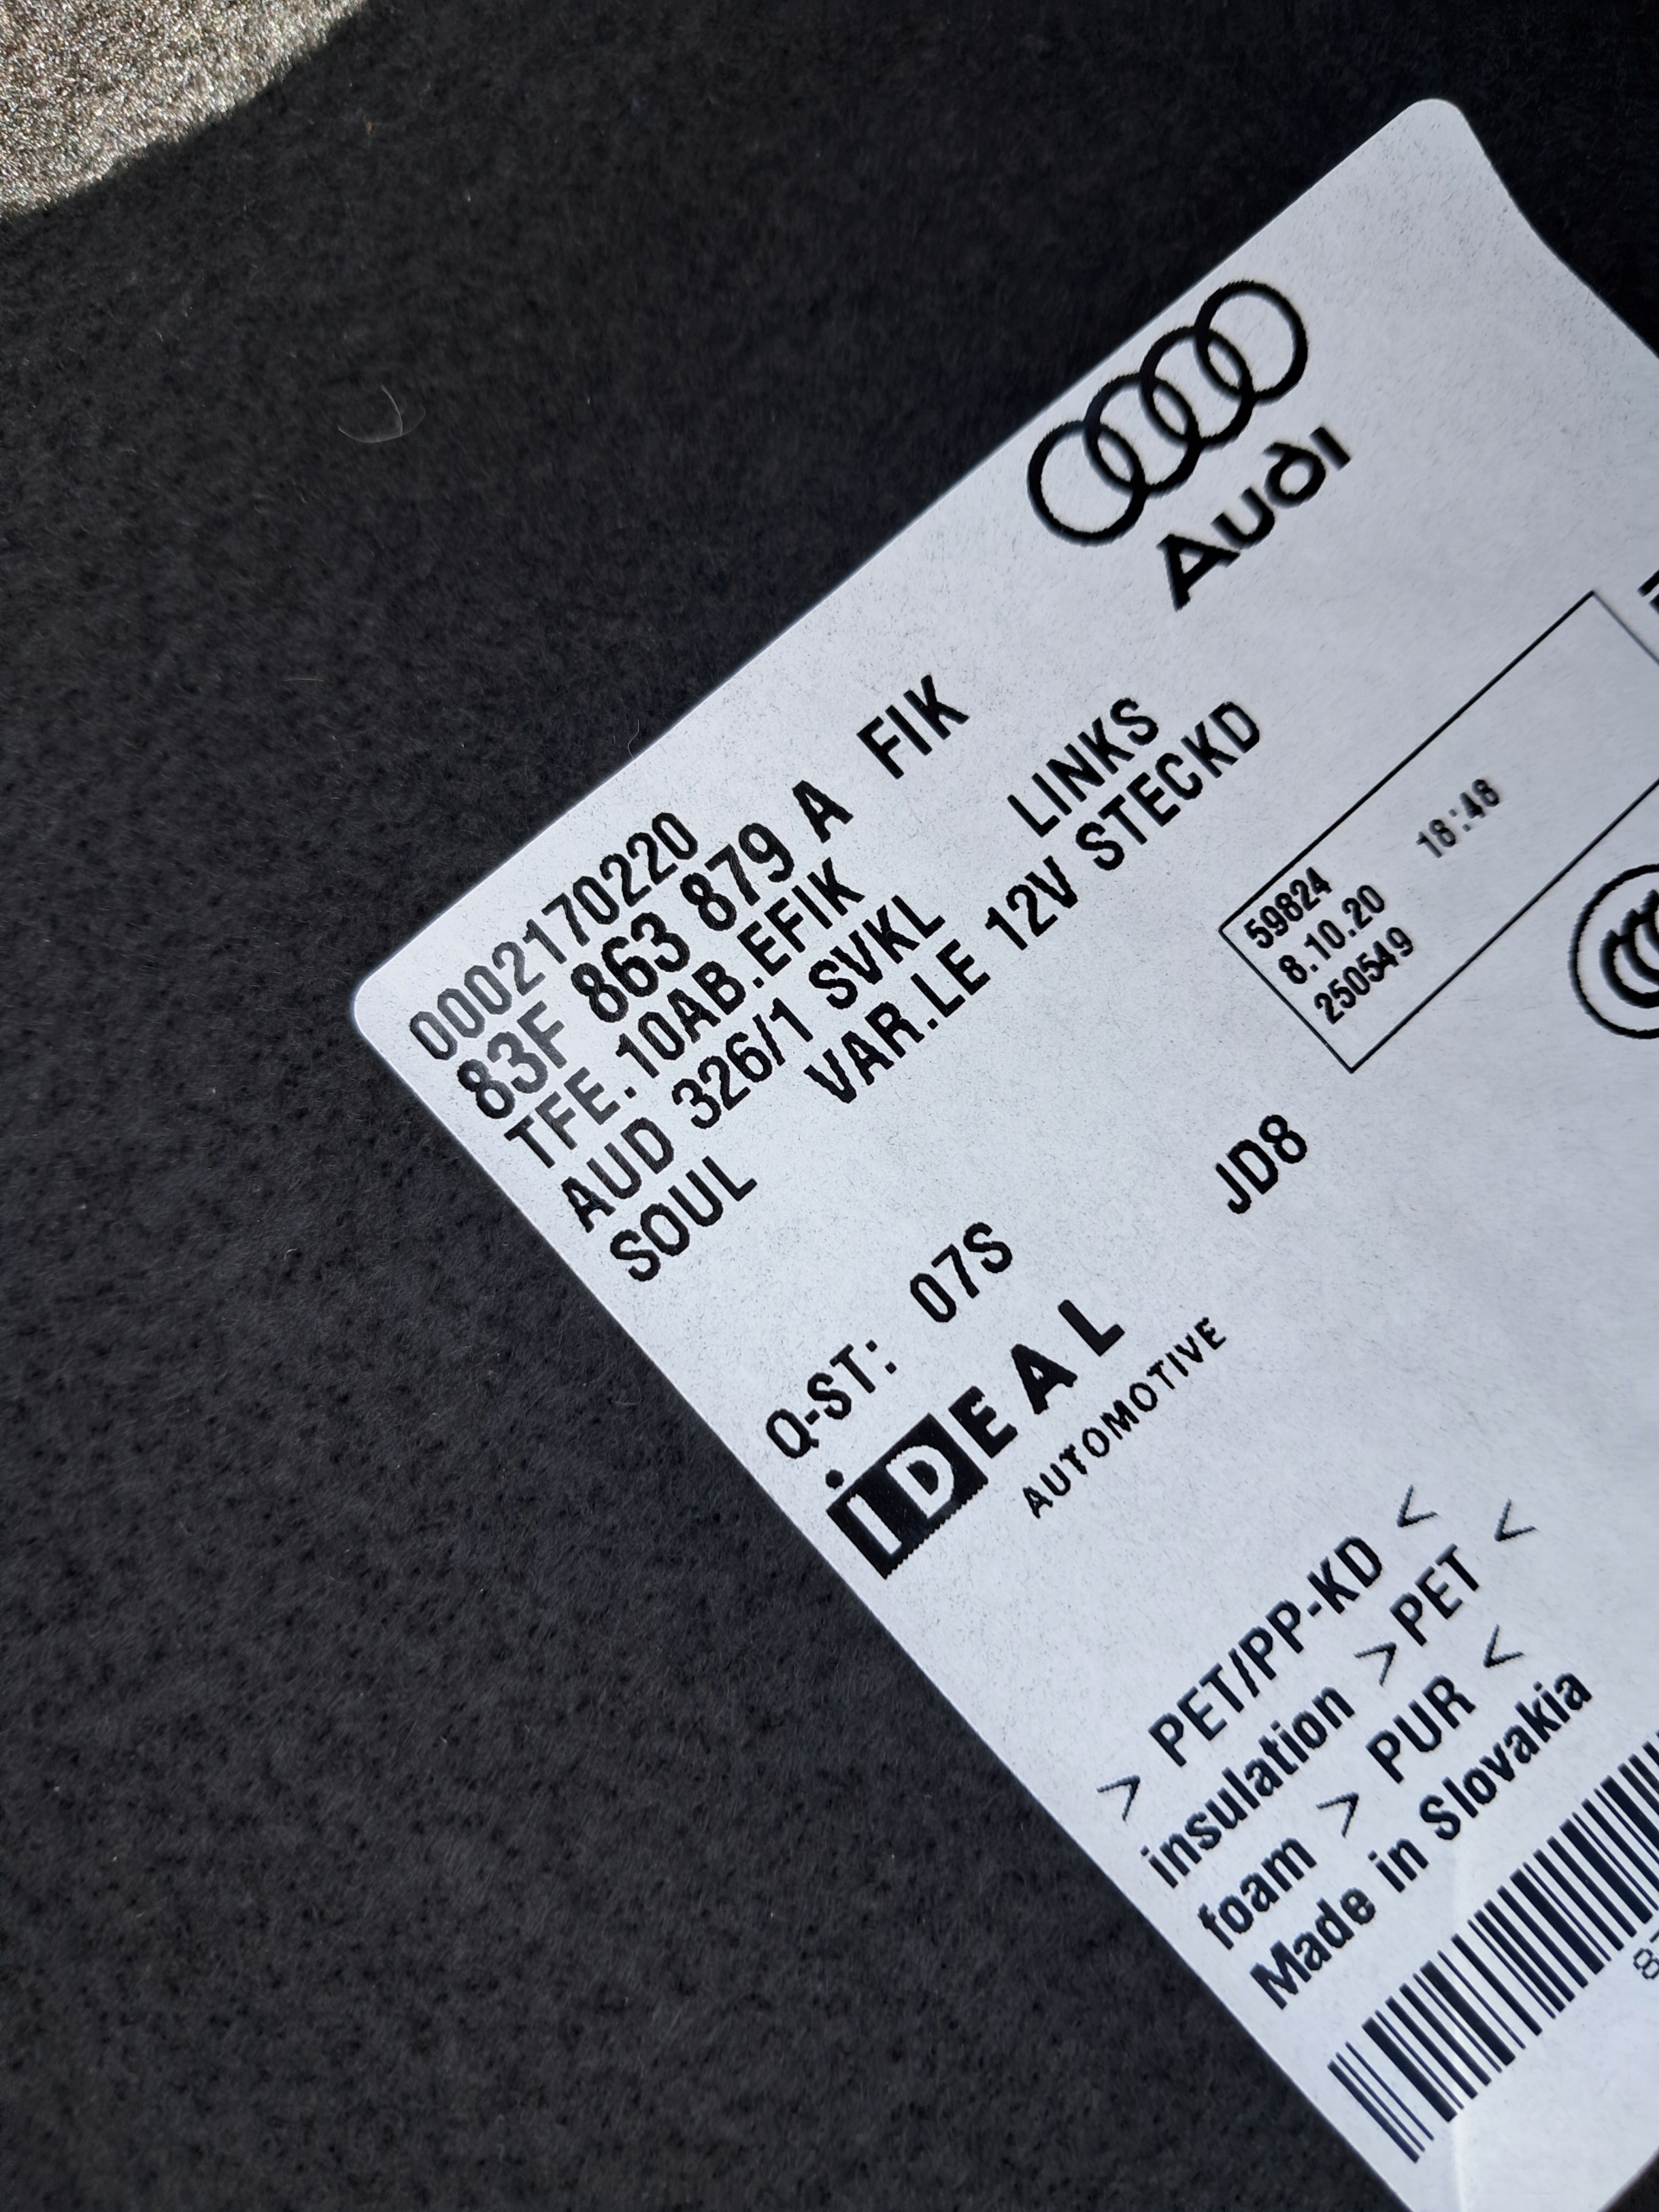 Audi
0002170220
83F 863 879 A FIK
TFE.10AB.EFIK LINKS
AUD 326/1 SVKL
VAR.LE 12V STECKD
SOUL
59824
8.10.20 18:48
250549
Q-ST: 07S JD8
IDEAL
AUTOMOTIVE
> PET/PP-KD <
insulation >PET <
foam > PUR <
Made in Slovakia